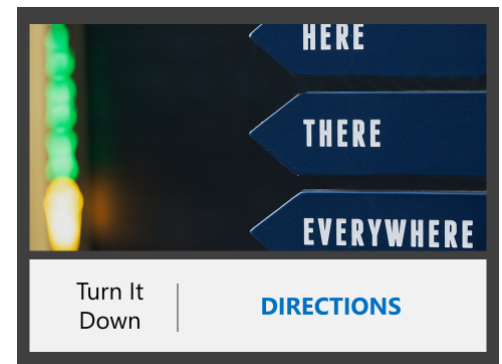 HERE
THERE
EVERYWHERE
Turn It
Down
DIRECTIONS